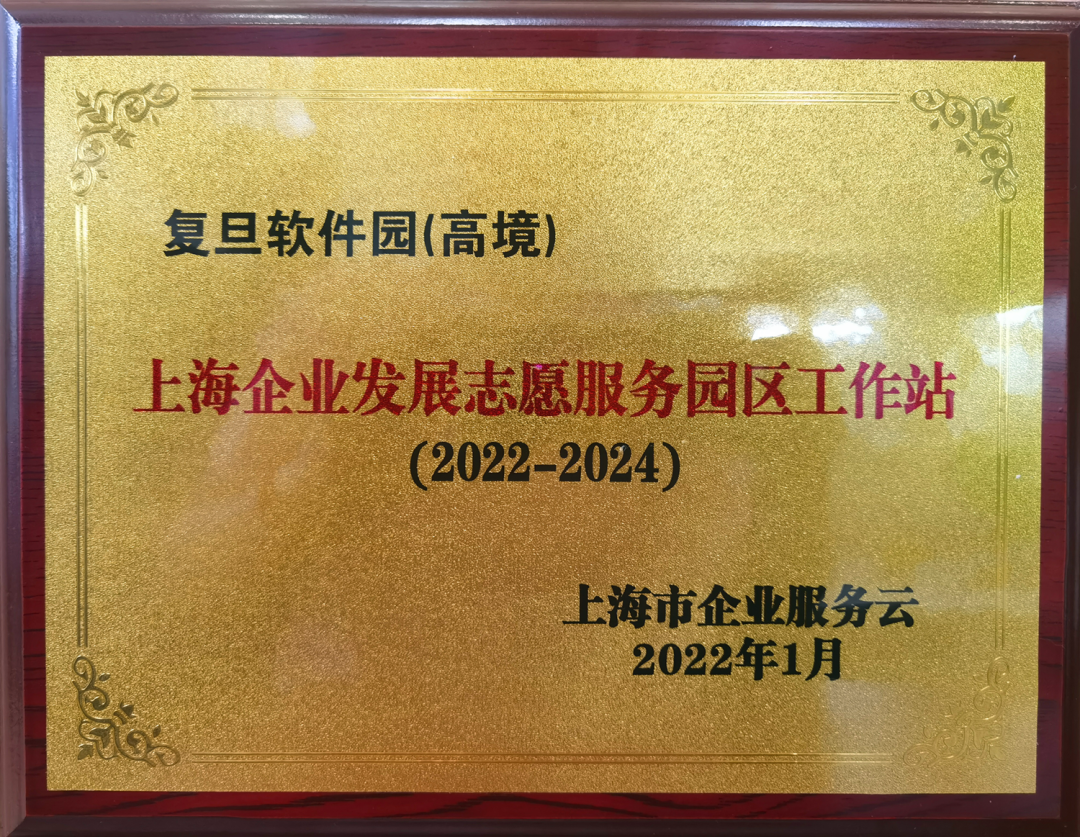 复旦软件园(高境)
上海企业发展志愿服务园区工作站
(2022-2024)
上海市企业服务云
2022年1月